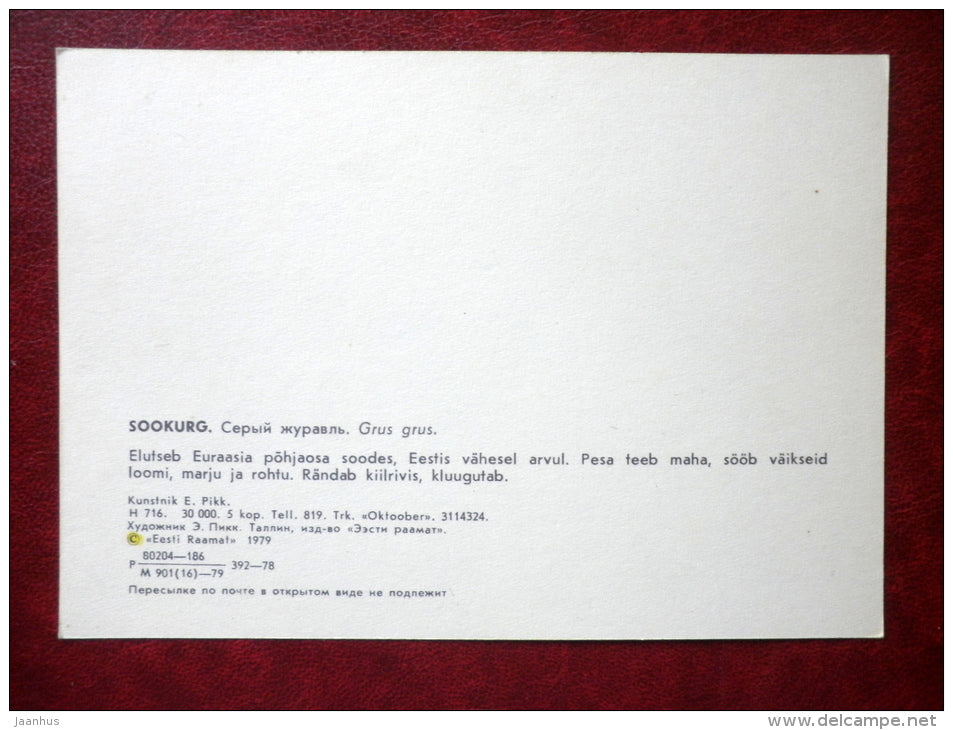 SOOKURG. Серый журавль. Grus grus.
Elutseb Euraasia põhjaosa soodes, Eestis vähesel arvul. Pesa teeb maha, sööb väikseid
loomi, marju ja rohtu. Rändab kiilrivis, kluugutab.
Kunstnik E. Pikk.
H 716. 30 000. 5 kop. Tell. 819. Trk. «Oktoober». 3114324.
Художник Э. Пикк. Таллин, изд-во «Ээсти раамат».
© «Eesti Raamat» 1979
80204—186
Р 392—78
М 901(16)—79
Пересылке по почте в открытом виде не подлежит
jaanhus
www.delcampe.net